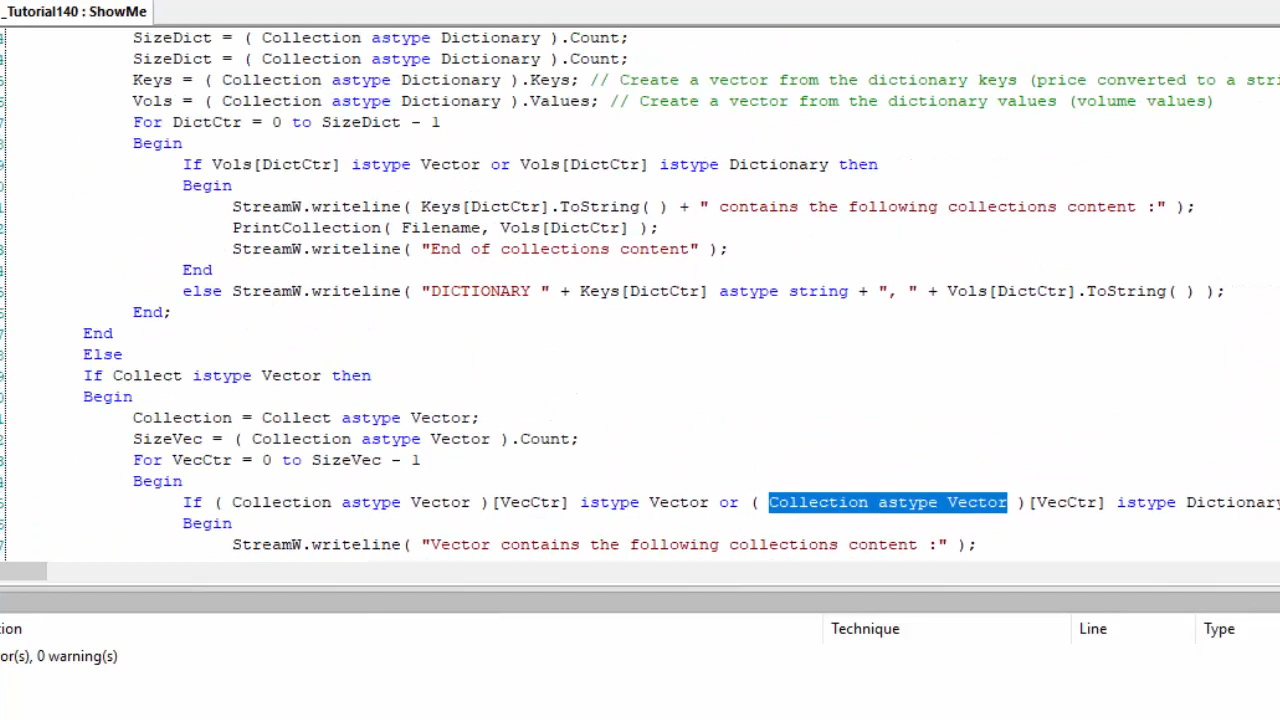 _Tutorial140 : ShowMe
SizeDict = ( Collection astype Dictionary ).Count;
SizeDict = ( Collection astype Dictionary ).Count;
Keys = ( Collection astype Dictionary ).Keys; // Create a vector from the dictionary keys (price converted to a stri
Vols = ( Collection astype Dictionary ).Values; // Create a vector from the dictionary values (volume values)
For DictCtr = 0 to SizeDict - 1
Begin
If Vols[DictCtr] istype Vector or Vols[DictCtr] istype Dictionary then
Begin
StreamW.writeline( Keys[DictCtr].ToString( ) + " contains the following collections content :" );
PrintCollection( Filename, Vols[DictCtr] );
StreamW.writeline( "End of collections content" );
End
else StreamW.writeline( "DICTIONARY " + Keys[DictCtr] astype string + ", " + Vols[DictCtr].ToString( ) );
End;
End
Else
If Collect istype Vector then
Begin
Collection = Collect astype Vector;
SizeVec = ( Collection astype Vector ).Count;
For VecCtr = 0 to SizeVec - 1
Begin
If ( Collection astype Vector )[VecCtr] istype Vector or ( Collection astype Vector )[VecCtr] istype Dictionary
Begin
StreamW.writeline( "Vector contains the following collections content :" );
ion Technique Line Type
or(s), 0 warning(s)